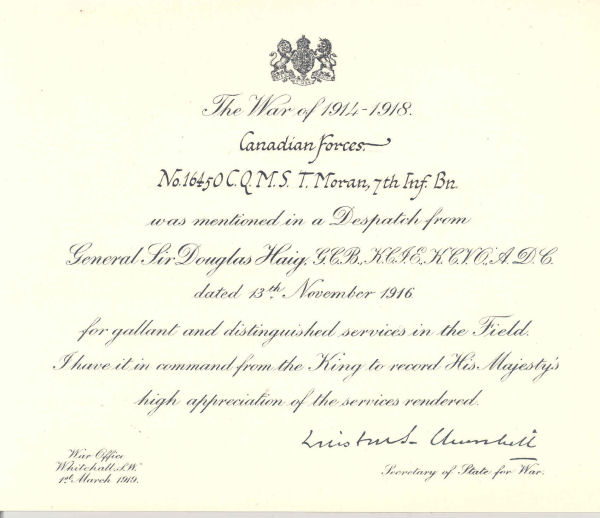 The War of 1914-1918.
Canadian Forces.
No. 16450 C.Q.M.S. T. Moran, 7th Inf. Bn.
was mentioned in a Despatch from
General Sir Douglas Haig, G.C.B., K.C.I.E., K.C.V.O., A.D.C.
dated 13th November 1916
for gallant and distinguished services in the Field.
I have it in command from the King to record His Majesty's
high appreciation of the services rendered.
Winston S. Churchill
War Office
Whitehall, S.W.
1st March 1919.
Secretary of State for War.